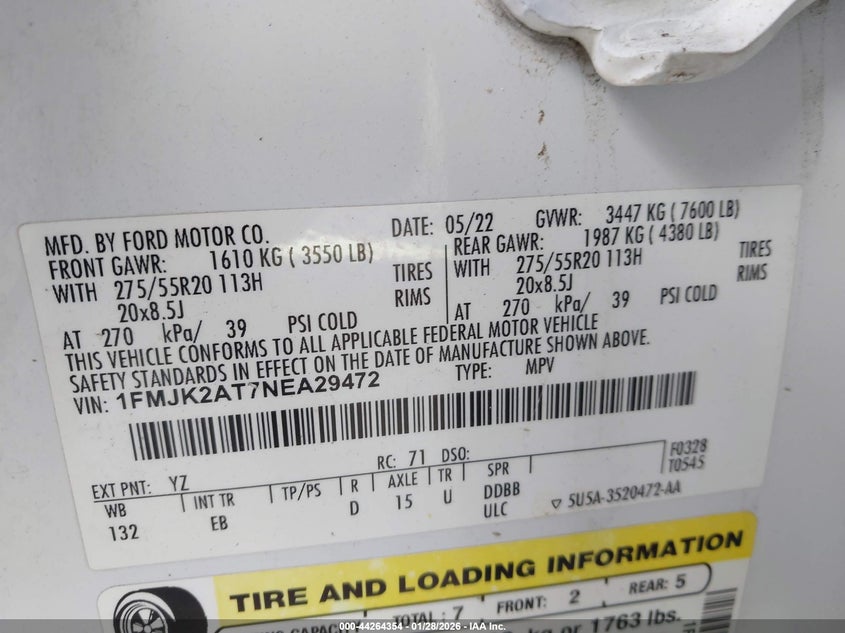 MFD. BY FORD MOTOR CO. DATE: 05/22 GVWR: 3447 KG ( 7600 LB)
FRONT GAWR: 1610 KG ( 3550 LB) REAR GAWR: 1987 KG ( 4380 LB)
WITH 275/55R20 113H TIRES WITH 275/55R20 113H TIRES
20x8.5J RIMS 20x8.5J RIMS
AT 270 kPa/ 39 PSI COLD AT 270 kPa/ 39 PSI COLD
THIS VEHICLE CONFORMS TO ALL APPLICABLE FEDERAL MOTOR VEHICLE
SAFETY STANDARDS IN EFFECT ON THE DATE OF MANUFACTURE SHOWN ABOVE.
VIN: 1FMJK2AT7NEA29472 TYPE: MPV
EXT PNT: YZ RC: 71 DSO: F0328
T0545
WB INT TR TP/PS R AXLE TR SPR
132 EB D 15 U DDBB
ULC ▽ 5U5A-3520472-AA
TIRE AND LOADING INFORMATION
CAPACITY TOTAL : 7 FRONT: 2 REAR: 5
kg or 1763 lbs.
000-44264354 - 01/28/2026 - IAA Inc.